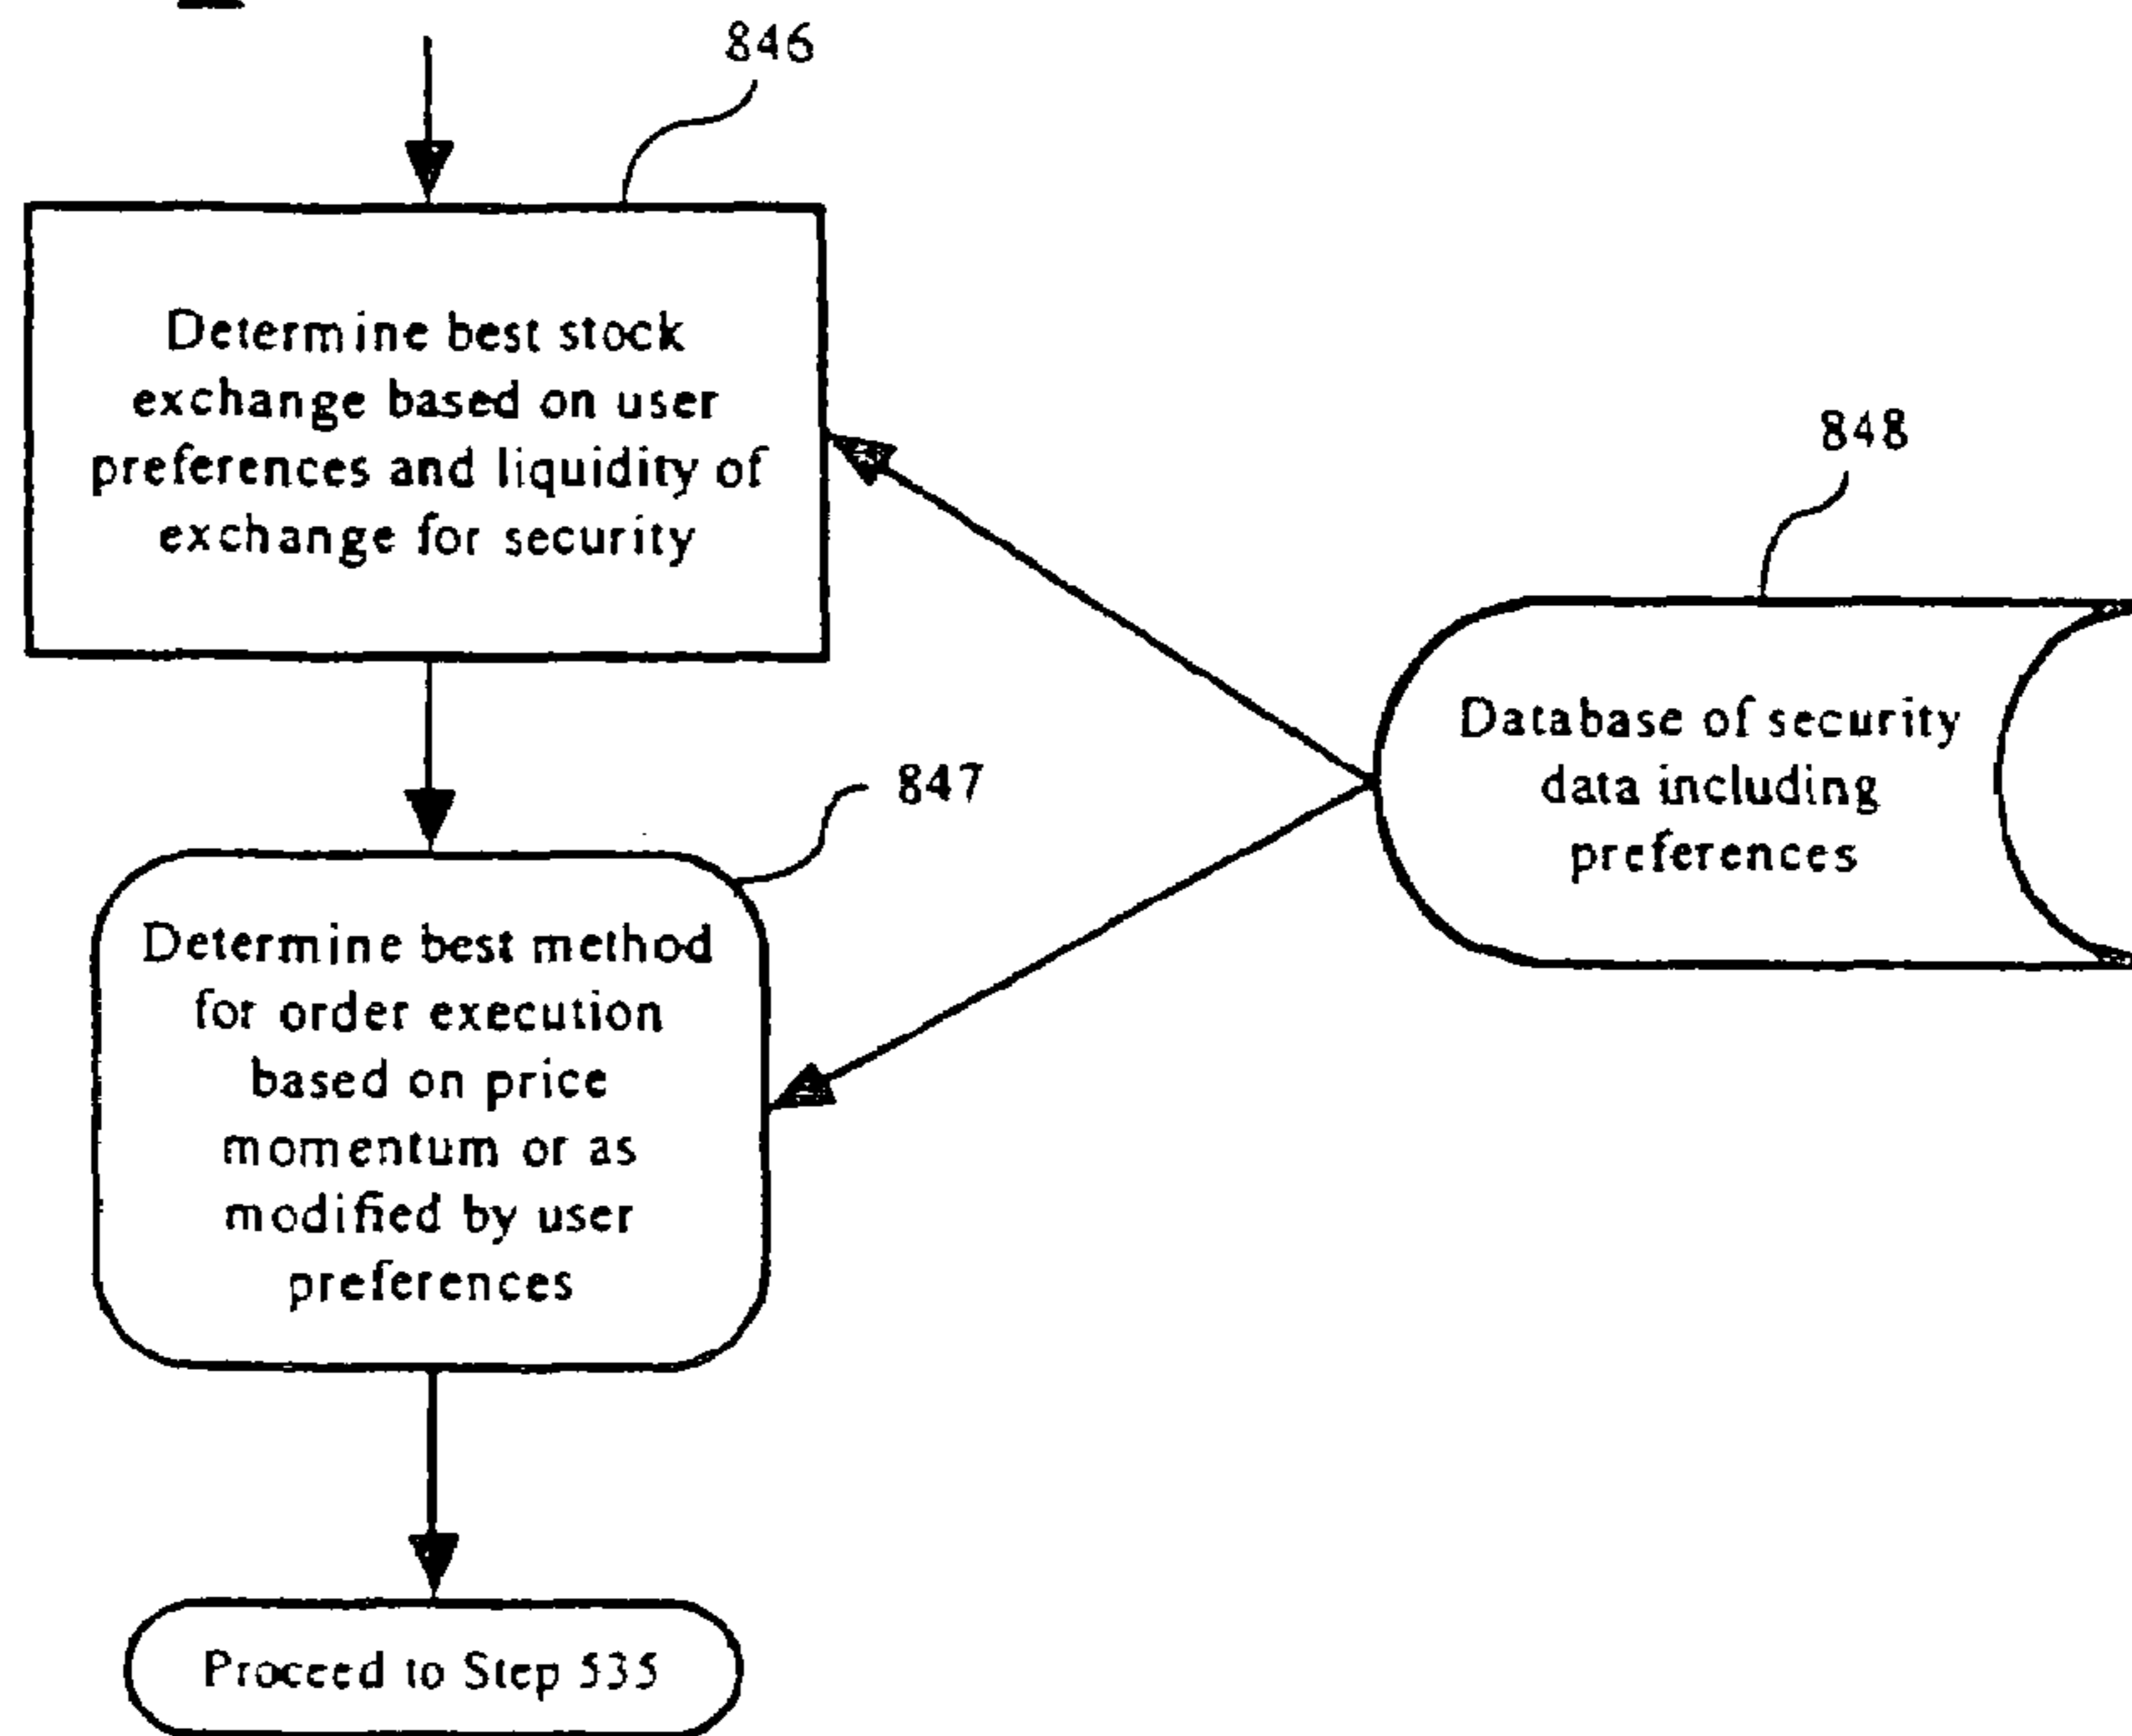 846
Determine best stock
exchange based on user
preferences and liquidity of
exchange for security
848
Database of security
data including
preferences
847
Determine best method
for order execution
based on price
momentum or as
modified by user
preferences
Proceed to Step 535